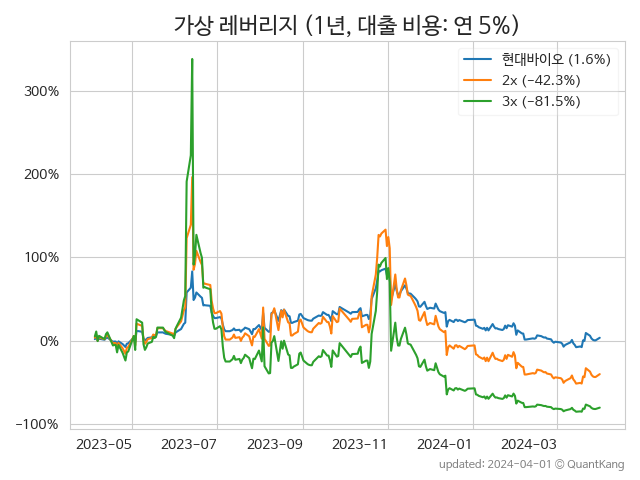 가상 레버리지 (1년, 대출 비용: 연 5%)
현대바이오 (1.6%)
2x (−42.3%)
3x (−81.5%)
300%
200%
100%
0%
−100%
2023-05 2023-07 2023-09 2023-11 2024-01 2024-03
updated: 2024-04-01 © QuantKang